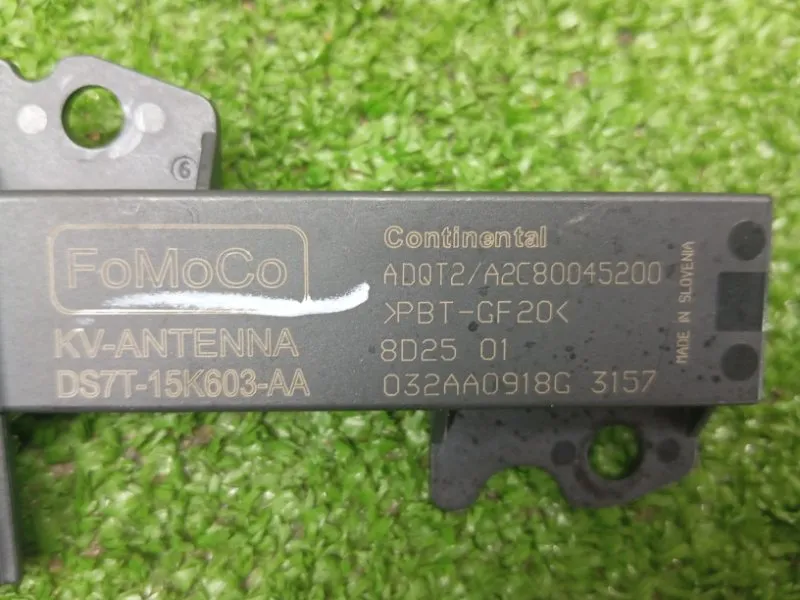 6
FoMoCo
KV-ANTENNA
DS7T-15K603-AA
Continental
ADQT2/A2C80045200
>PBT-GF20<
8D25 01
032AA0918G 3157
MADE IN SLOVENIA